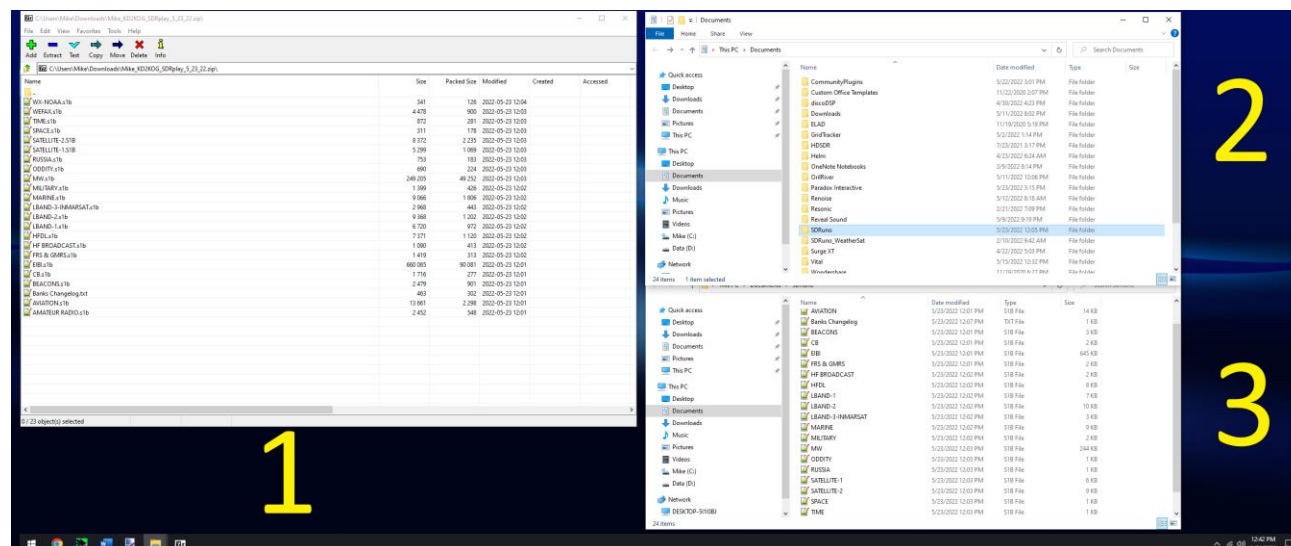 C:\Users\Mike\Downloads\Mike_KD2KOG_SDRplay_5_23_22.zip\
File Edit View Favorites Tools Help
Add Extract Test Copy Move Delete Info
C:\Users\Mike\Downloads\Mike_KD2KOG_SDRplay_5_23_22.zip\
Name Size Packed Size Modified Created Accessed
..
WX-NOAA.s1b 341 126 2022-05-23 12:04
WEFAX.s1b 4 478 900 2022-05-23 12:03
TIME.s1b 872 281 2022-05-23 12:03
SPACE.s1b 311 178 2022-05-23 12:03
SATELLITE-2.S1B 8 372 2 235 2022-05-23 12:03
SATELLITE-1.S1B 5 299 1 069 2022-05-23 12:03
RUSSIA.s1b 753 183 2022-05-23 12:03
ODDITY.s1b 690 224 2022-05-23 12:03
MW.s1b 249 205 49 252 2022-05-23 12:03
MILITARY.s1b 1 399 426 2022-05-23 12:02
MARINE.s1b 9 066 1 806 2022-05-23 12:02
LBAND-3-INMARSAT.s1b 2 968 443 2022-05-23 12:02
LBAND-2.s1b 9 368 1 202 2022-05-23 12:02
LBAND-1.s1b 6 720 972 2022-05-23 12:02
HFDL.s1b 7 371 1 120 2022-05-23 12:02
HF BROADCAST.s1b 1 090 413 2022-05-23 12:02
FRS & GMRS.s1b 1 419 313 2022-05-23 12:02
EIBI.s1b 660 065 90 081 2022-05-23 12:01
CB.s1b 1 716 277 2022-05-23 12:01
BEACONS.s1b 2 479 901 2022-05-23 12:01
Banks Changelog.txt 463 302 2022-05-23 12:01
AVIATION.s1b 13 661 2 298 2022-05-23 12:01
AMATEUR RADIO.s1b 2 452 548 2022-05-23 12:01
0 / 23 object(s) selected
1
Documents
File Home Share View
This PC Documents Search Documents
Name Date modified Type Size
Quick access
Desktop
Downloads
Documents
Pictures
This PC
This PC
Desktop
Documents
Downloads
Music
Pictures
Videos
Mike (C:)
Data (D:)
Network
CommunityPlugins 5/22/2022 5:01 PM File folder
Custom Office Templates 11/22/2020 2:07 PM File folder
discoDSP 4/30/2022 4:23 PM File folder
Downloads 5/11/2022 8:02 PM File folder
ELAD 11/19/2020 5:18 PM File folder
GridTracker 5/2/2022 1:14 PM File folder
HDSDR 7/23/2021 3:17 PM File folder
Helm 4/23/2022 6:24 AM File folder
OneNote Notebooks 3/9/2022 8:14 PM File folder
OrilRiver 5/11/2022 12:06 PM File folder
Paradox Interactive 5/23/2022 3:15 PM File folder
Renoise 5/12/2022 8:18 AM File folder
Resonic 2/21/2022 7:09 PM File folder
Reveal Sound 5/9/2022 9:19 PM File folder
SDRuno 5/23/2022 12:05 PM File folder
SDRuno_WeatherSat 2/10/2022 9:42 AM File folder
Surge XT 4/22/2022 5:03 PM File folder
Vital 5/15/2022 12:32 PM File folder
Wondershare 11/19/2020 6:27 PM File folder
24 items 1 item selected
2
This PC Documents
Name Date modified Type Size
Quick access
Desktop
Downloads
Documents
Pictures
This PC
This PC
Desktop
Documents
Downloads
Music
Pictures
Videos
Mike (C:)
Data (D:)
Network
AVIATION 5/23/2022 12:01 PM S1B File 14 KB
Banks Changelog 5/23/2022 12:07 PM TXT File 1 KB
BEACONS 5/23/2022 12:01 PM S1B File 3 KB
CB 5/23/2022 12:01 PM S1B File 2 KB
EIBI 5/23/2022 12:01 PM S1B File 645 KB
FRS & GMRS 5/23/2022 12:01 PM S1B File 2 KB
HF BROADCAST 5/23/2022 12:02 PM S1B File 2 KB
HFDL 5/23/2022 12:02 PM S1B File 8 KB
LBAND-1 5/23/2022 12:02 PM S1B File 7 KB
LBAND-2 5/23/2022 12:02 PM S1B File 10 KB
LBAND-3-INMARSAT 5/23/2022 12:02 PM S1B File 3 KB
MARINE 5/23/2022 12:02 PM S1B File 9 KB
MILITARY 5/23/2022 12:02 PM S1B File 2 KB
MW 5/23/2022 12:03 PM S1B File 244 KB
ODDITY 5/23/2022 12:03 PM S1B File 1 KB
RUSSIA 5/23/2022 12:03 PM S1B File 1 KB
SATELLITE-1 5/23/2022 12:03 PM S1B File 6 KB
SATELLITE-2 5/23/2022 12:03 PM S1B File 9 KB
SPACE 5/23/2022 12:03 PM S1B File 1 KB
TIME 5/23/2022 12:03 PM S1B File 1 KB
24 items
3
12:42 PM